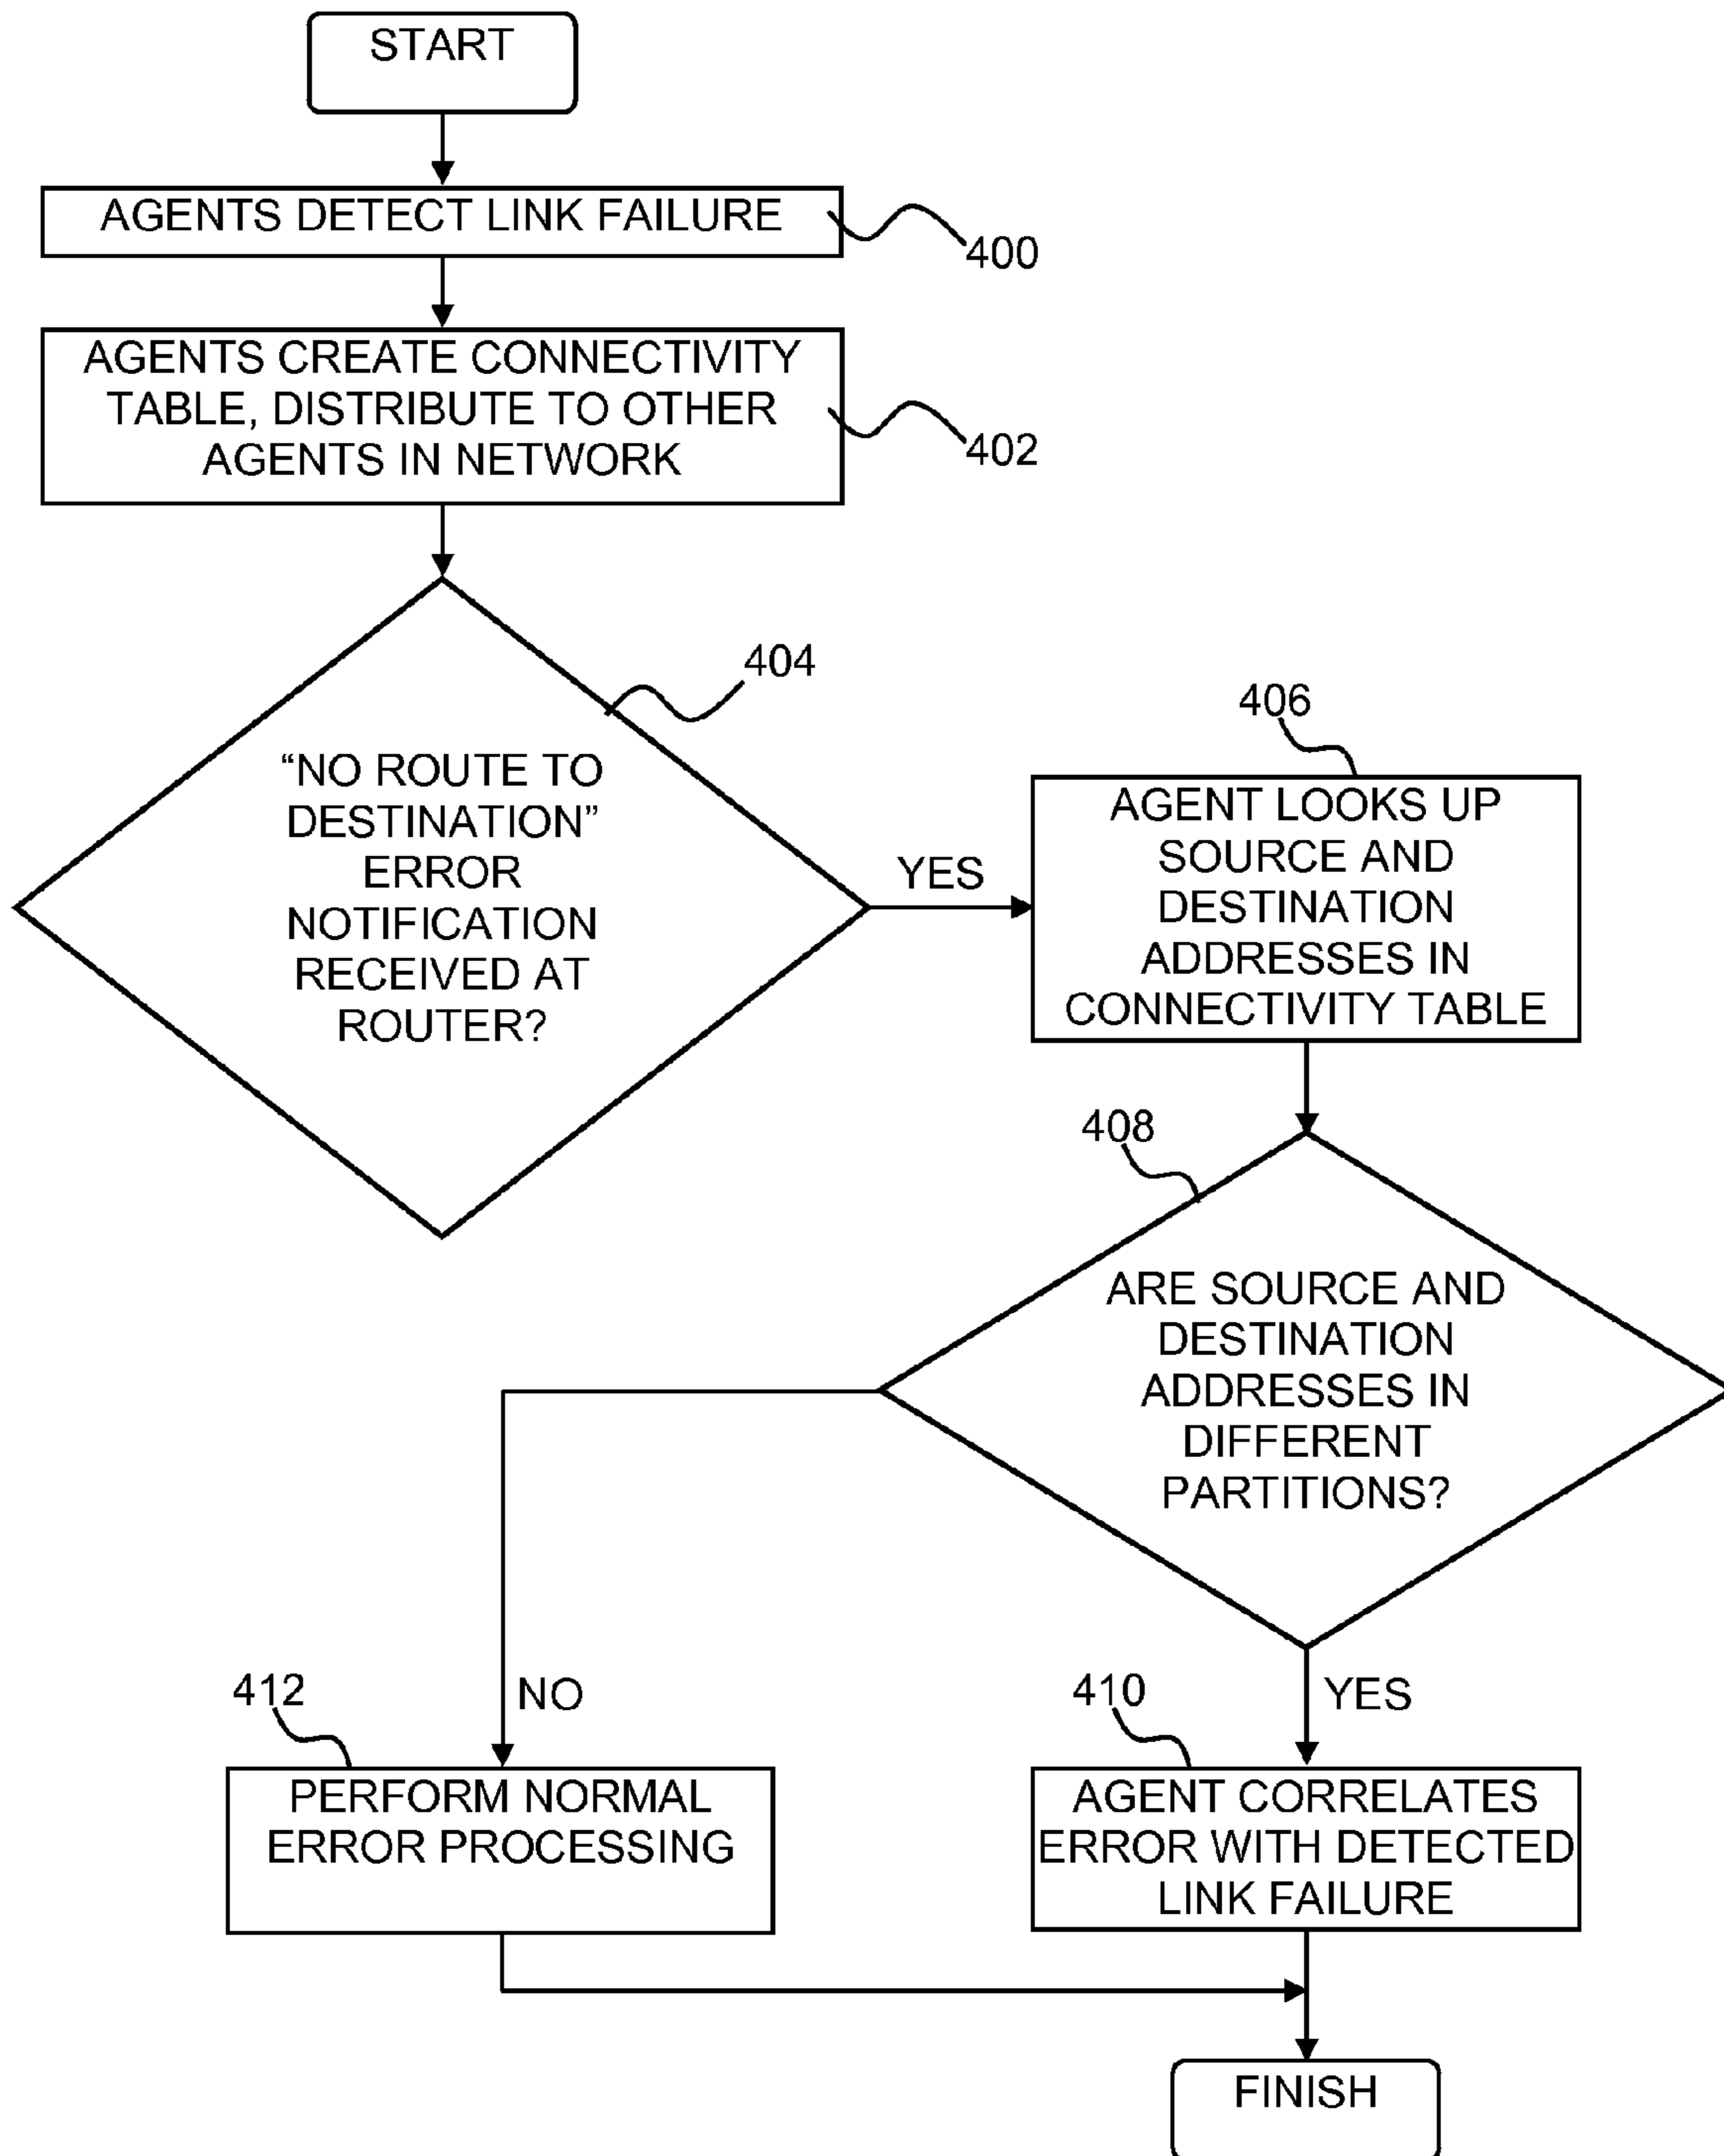 START
AGENTS DETECT LINK FAILURE
400
AGENTS CREATE CONNECTIVITY
TABLE, DISTRIBUTE TO OTHER
AGENTS IN NETWORK
402
404
“NO ROUTE TO
DESTINATION”
ERROR
NOTIFICATION
RECEIVED AT
ROUTER?
YES
406
AGENT LOOKS UP
SOURCE AND
DESTINATION
ADDRESSES IN
CONNECTIVITY TABLE
408
ARE SOURCE AND
DESTINATION
ADDRESSES IN
DIFFERENT
PARTITIONS?
412
NO
PERFORM NORMAL
ERROR PROCESSING
410
YES
AGENT CORRELATES
ERROR WITH DETECTED
LINK FAILURE
FINISH